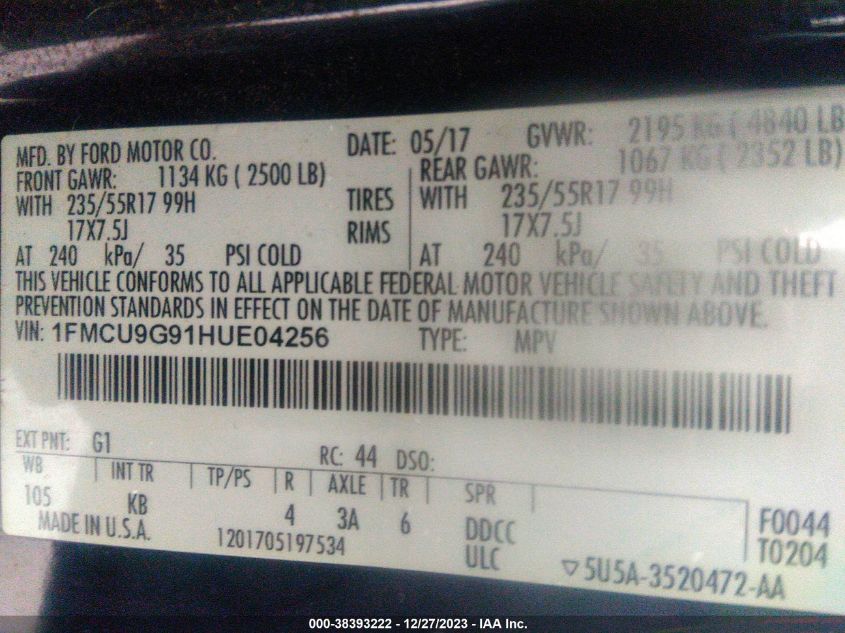 MFD. BY FORD MOTOR CO. DATE: 05/17 GVWR: 2195 KG ( 4840 LB
FRONT GAWR: 1134 KG ( 2500 LB) REAR GAWR: 1067 KG ( 2352 LB)
WITH 235/55R17 99H TIRES WITH 235/55R17 99H
17X7.5J RIMS 17X7.5J
AT 240 kPa/ 35 PSI COLD AT 240 kPa/ 35 PSI COLD
THIS VEHICLE CONFORMS TO ALL APPLICABLE FEDERAL MOTOR VEHICLE SAFETY AND THEFT
PREVENTION STANDARDS IN EFFECT ON THE DATE OF MANUFACTURE SHOWN ABOVE.
VIN: 1FMCU9G91HUE04256 TYPE: MPV
EXT PNT: G1 RC: 44 DSO:
WB INT TR TP/PS R AXLE TR SPR
105 KB 4 3A 6 DDCC F0044
MADE IN U.S.A. 1201705197534 ULC T0204
▽5U5A-3520472-AA
000-38393222 - 12/27/2023 - IAA Inc.